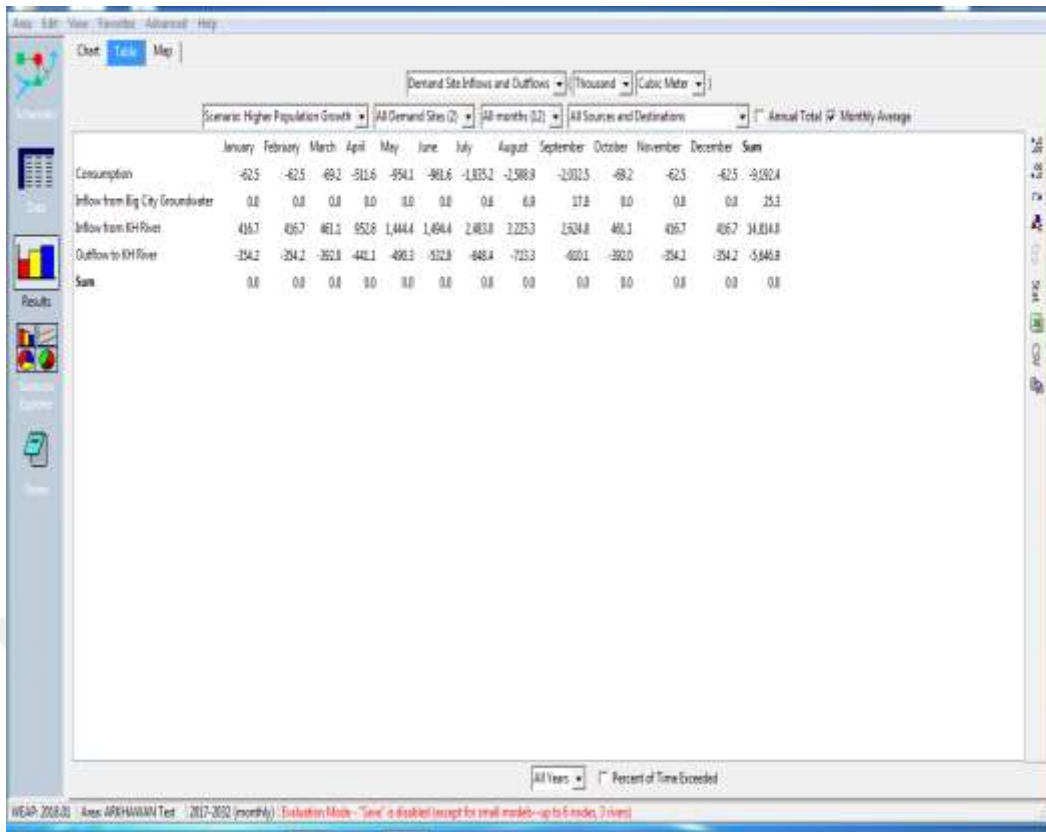 Area Edit View Favorites Advanced Help
Chart Table Map
Demand Site Inflows and Outflows ( Thousand Cubic Meter )
Scenario: Higher Population Growth All Demand Sites (2) All months (12) All Sources and Destinations Annual Total Monthly Average
January February March April May June July August September October November December Sum
Consumption -62.5 -62.5 -69.2 -511.6 -954.1 -961.6 -1,835.2 -2,508.9 -2,032.5 -69.2 -62.5 -62.5 -9,192.4
Inflow from Big City Groundwater 0.0 0.0 0.0 0.0 0.0 0.0 0.6 6.9 17.8 0.0 0.0 0.0 25.3
Inflow from KH River 416.7 416.7 461.1 952.8 1,444.4 1,494.4 2,483.0 3,225.3 2,624.8 461.1 416.7 416.7 14,814.0
Outflow to KH River -354.2 -354.2 -392.0 -441.1 -490.3 -532.8 -648.4 -723.3 -610.1 -392.0 -354.2 -354.2 -5,646.8
Sum 0.0 0.0 0.0 0.0 0.0 0.0 0.0 0.0 0.0 0.0 0.0 0.0 0.0
Data
Results
Stat
All Years Percent of Time Exceeded
WEAP: 2018.01 Area: ARKHAWAN Test 2017-2032 (monthly) Evaluation Mode - "Save" is disabled (except for small models--up to 6 nodes, 3 rivers)